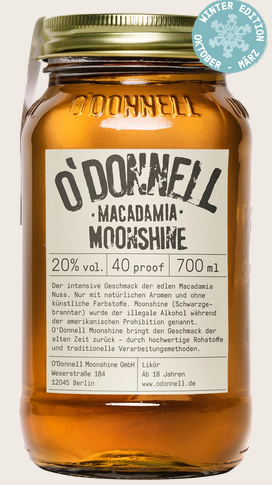 WINTER EDITION
OKTOBER - MÄRZ
O'DONNELL
O'DONNELL
·MACADAMIA·
MOONSHINE
20% vol. 40 proof 700 ml
Der intensive Geschmack der edlen Macadamia
Nuss. Nur mit natürlichen Aromen und ohne
künstliche Farbstoffe. Moonshine (Schwarzge-
brannter) wurde der illegale Alkohol während
der amerikanischen Prohibition genannt.
O'Donnell Moonshine bringt den Geschmack der
alten Zeit zurück - durch hochwertige Rohstoffe
und traditionelle Verarbeitungsmethoden.
O'Donnell Moonshine GmbH
Weserstraße 184
12045 Berlin
Likör
Ab 18 Jahren
www.odonnell.de